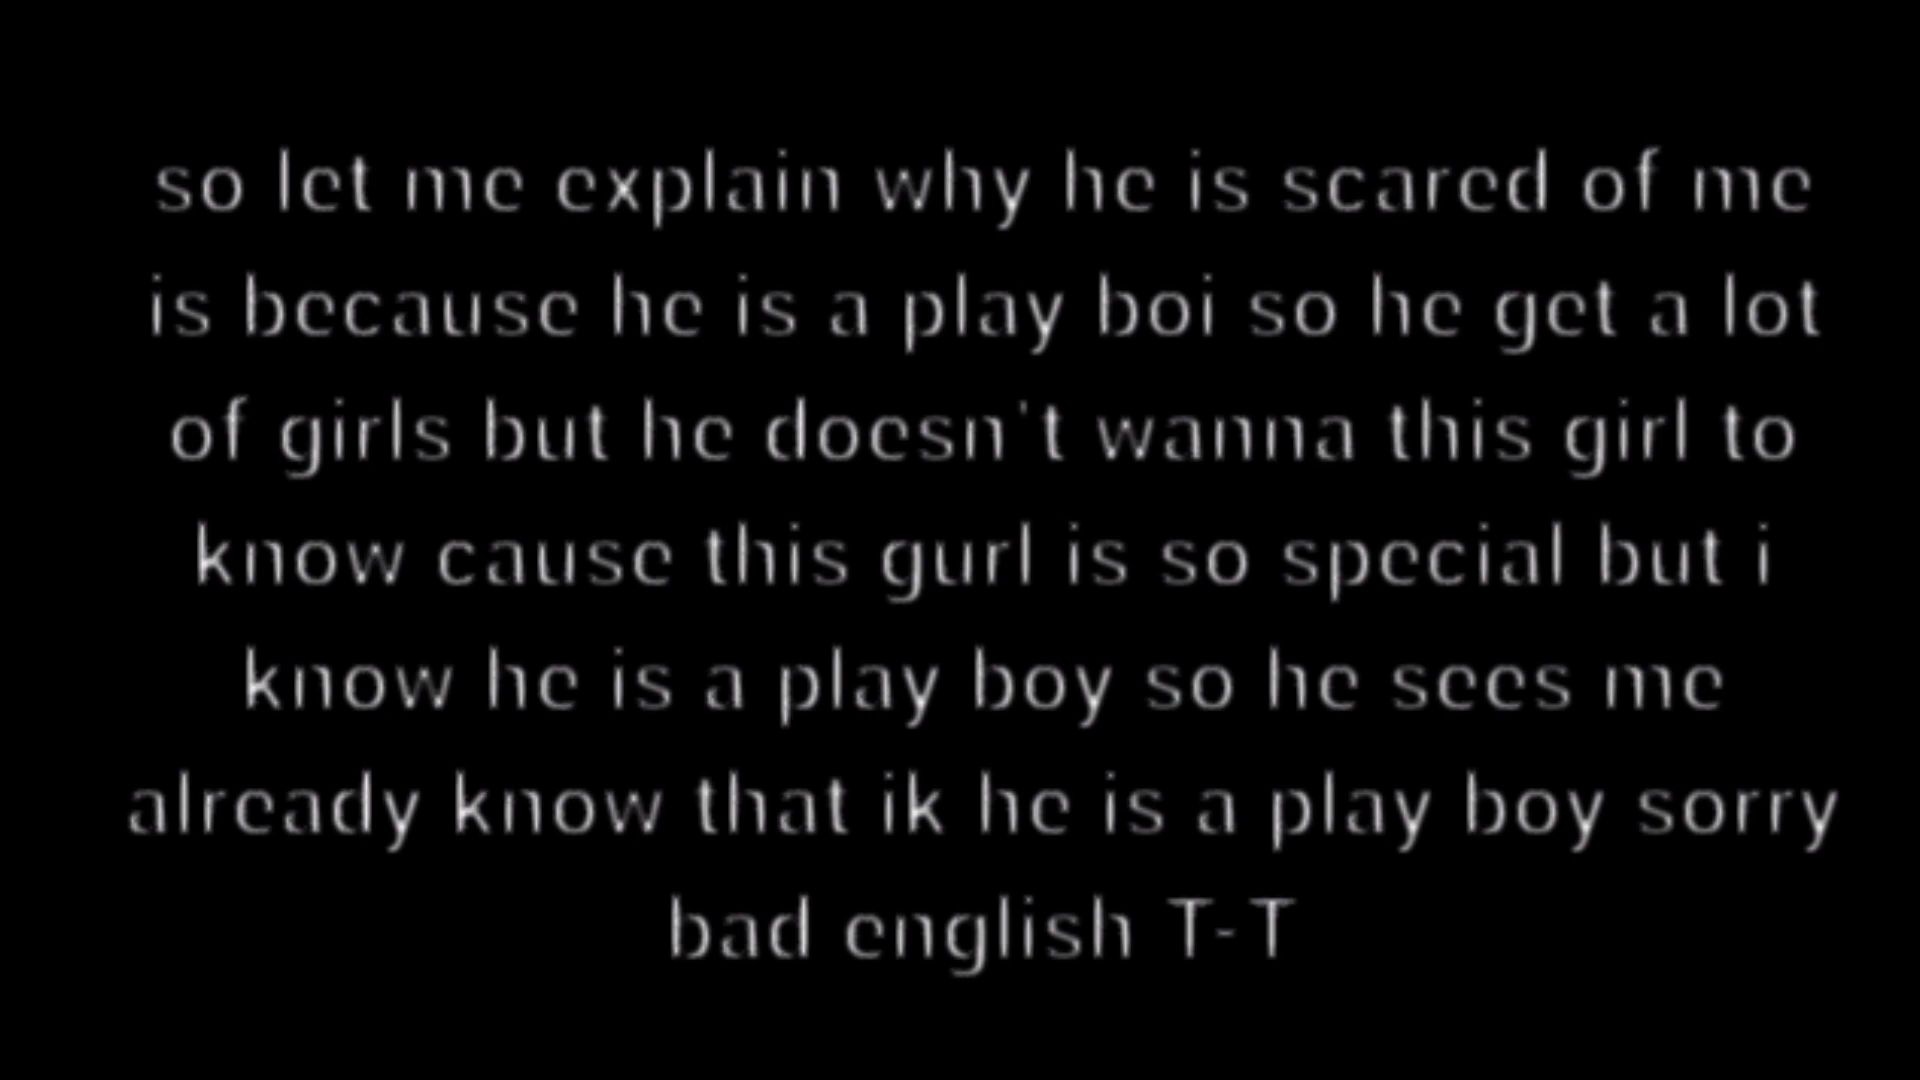 so let me explain why he is scared of me
is because he is a play boi so he get a lot
of girls but he doesn't wanna this girl to
know cause this gurl is so special but i
know he is a play boy so he sees me
already know that ik he is a play boy sorry
bad english T-T